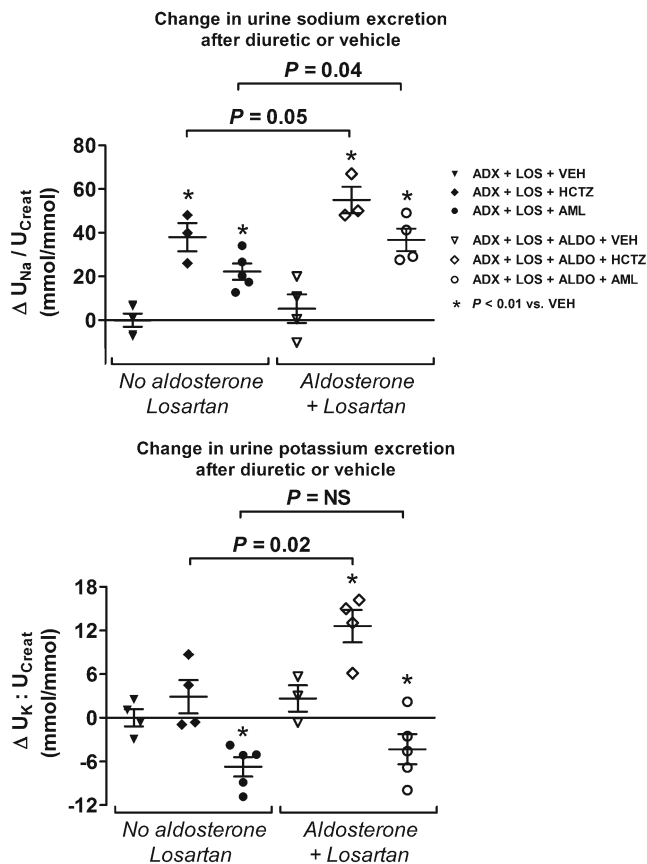 Change in urine sodium excretion
after diuretic or vehicle
P = 0.04
P = 0.05
Δ U_Na / U_Creat
(mmol/mmol)
80
60
40
20
0
*
*
*
*
No aldosterone
Losartan
Aldosterone
+ Losartan
ADX + LOS + VEH
ADX + LOS + HCTZ
ADX + LOS + AML
ADX + LOS + ALDO + VEH
ADX + LOS + ALDO + HCTZ
ADX + LOS + ALDO + AML
* P < 0.01 vs. VEH
Change in urine potassium excretion
after diuretic or vehicle
P = NS
P = 0.02
Δ U_K : U_Creat
(mmol/mmol)
18
12
6
0
-6
-12
*
*
*
No aldosterone
Losartan
Aldosterone
+ Losartan